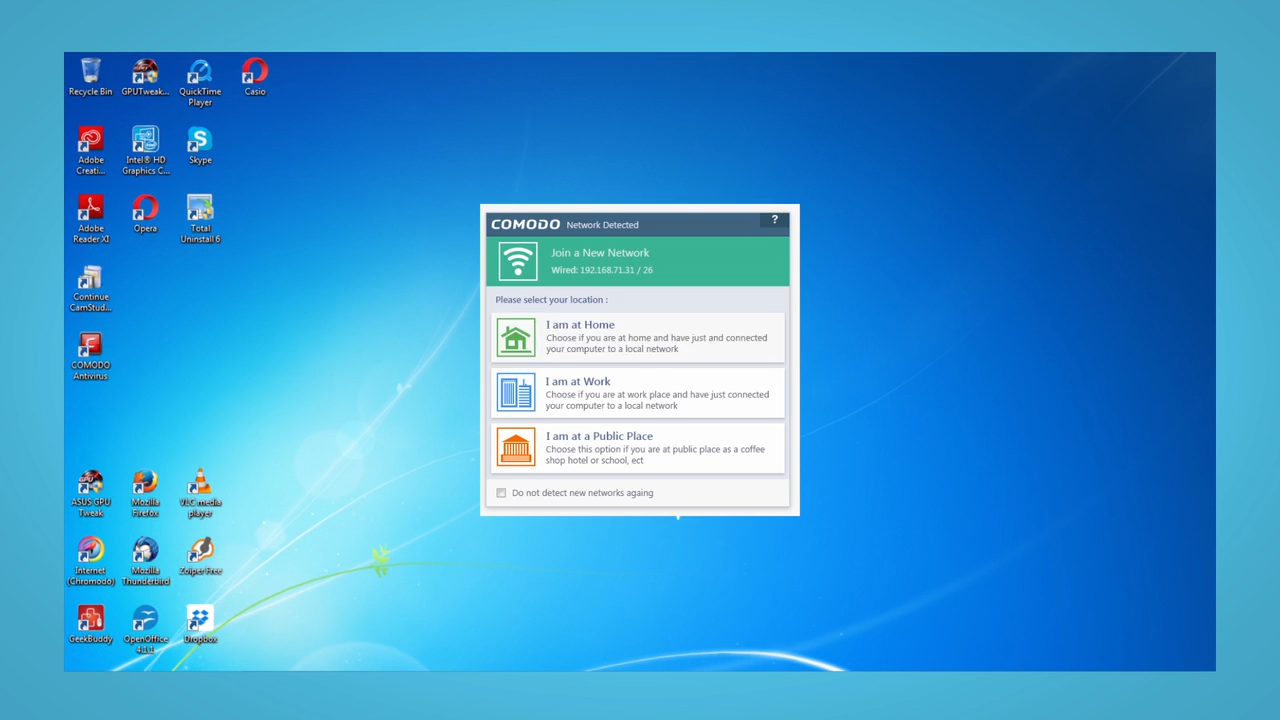 Recycle Bin
GPUTweak...
QuickTime
Player
Casio
Adobe
Creati...
Intel® HD
Graphics C...
Skype
Adobe
Reader XI
Opera
Total
Uninstall 6
Continue
CamStud...
COMODO
Antivirus
ASUS GPU
Tweak
Mozilla
Firefox
VLC media
player
Internet
(Chromodo)
Mozilla
Thunderbird
Zoiper Free
GeekBuddy
OpenOffice
4.1.1
Dropbox
COMODO Network Detected ?
Join a New Network
Wired: 192.168.71.31 / 26
Please select your location :
I am at Home
Choose if you are at home and have just and connected
your computer to a local network
I am at Work
Choose if you are at work place and have just connected
your computer to a local network
I am at a Public Place
Choose this option if you are at public place as a coffee
shop hotel or school, ect
Do not detect new networks againg